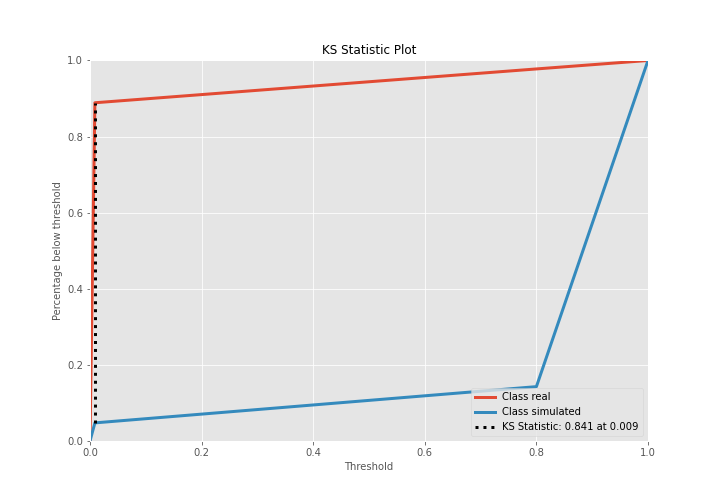 KS Statistic Plot
1.0
0.8
0.6
0.4
0.2
0.0
Percentage below threshold
0.0 0.2 0.4 0.6 0.8 1.0
Threshold
Class real
Class simulated
KS Statistic: 0.841 at 0.009